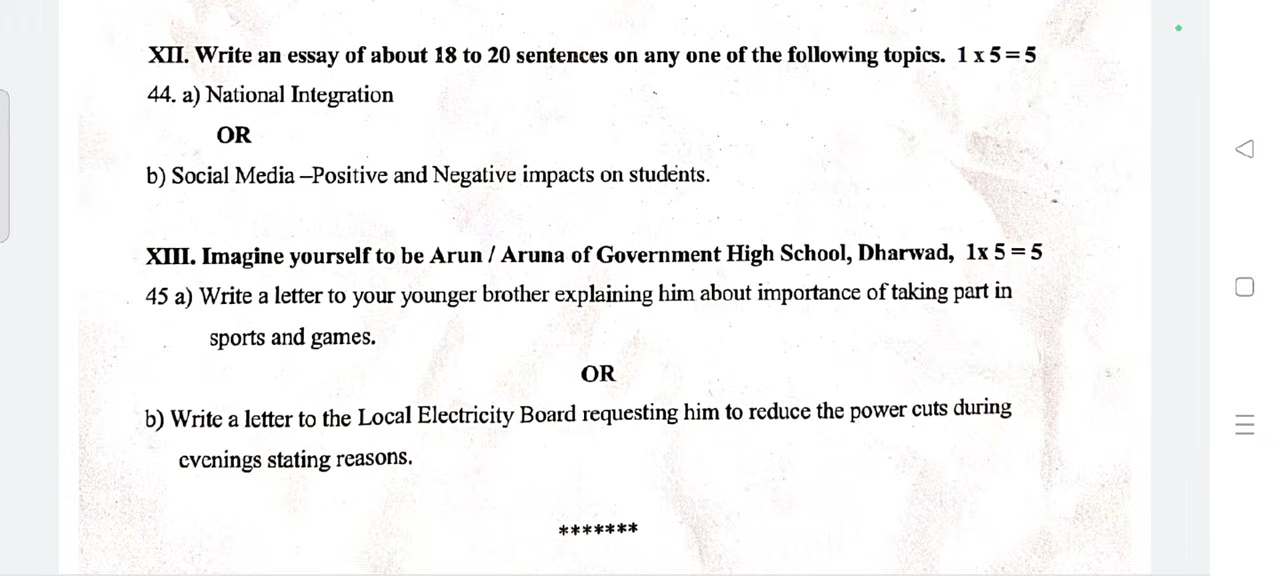 XII. Write an essay of about 18 to 20 sentences on any one of the following topics. 1 x 5 = 5
44. a) National Integration
OR
b) Social Media –Positive and Negative impacts on students.
XIII. Imagine yourself to be Arun / Aruna of Government High School, Dharwad, 1x 5 = 5
45 a) Write a letter to your younger brother explaining him about importance of taking part in
sports and games.
OR
b) Write a letter to the Local Electricity Board requesting him to reduce the power cuts during
evenings stating reasons.
*******